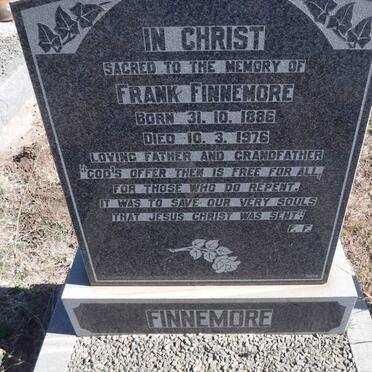 IN CHRIST
SACRED TO THE MEMORY OF
FRANK FINNEMORE
BORN 31. 10. 1886
DIED 10. 3. 1976
LOVING FATHER AND GRANDFATHER
"GOD'S OFFER THEN IS FREE FOR ALL,
FOR THOSE WHO DO REPENT.
IT WAS TO SAVE OUR VERY SOULS
THAT JESUS CHRIST WAS SENT".
F. F.
FINNEMORE